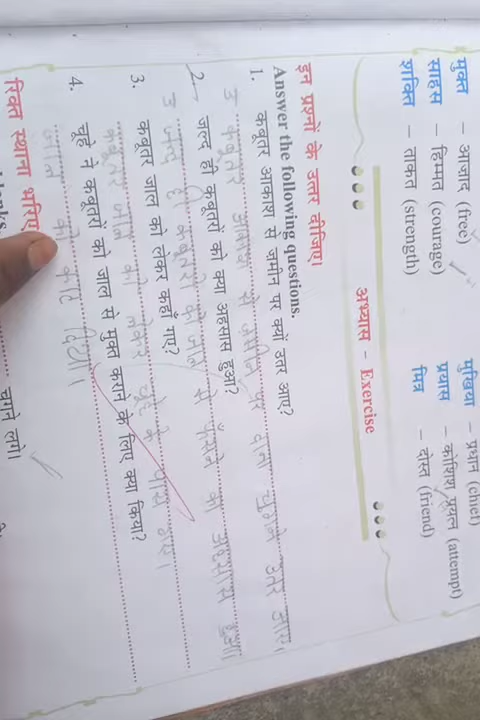 मुक्त – आजाद (free) मुखिया – प्रधान (chief)
साहस – हिम्मत (courage) प्रयास – कोशिश, प्रयत्न (attempt)
शक्ति – ताकत (strength) मित्र – दोस्त (friend)
अभ्यास – Exercise
इन प्रश्नों के उत्तर दीजिए।
Answer the following questions.
1. कबूतर आकाश से ज़मीन पर क्यों उतर आए?
उ कबूतर आकाश से जमीन पर दाना चुगने उतर आए।
2. जल्द ही कबूतरों को क्या अहसास हुआ?
उ जल्द ही कबूतरों को जाल में फँसने का अहसास हुआ।
3. कबूतर जाल को लेकर कहाँ गए?
कबूतर जाल को लेकर चूहे के पास गए।
4. चूहे ने कबूतरों को जाल से मुक्त कराने के लिए क्या किया?
जाल को काट दिया।
रिक्त स्थानों भरिए
चुगने लगे।